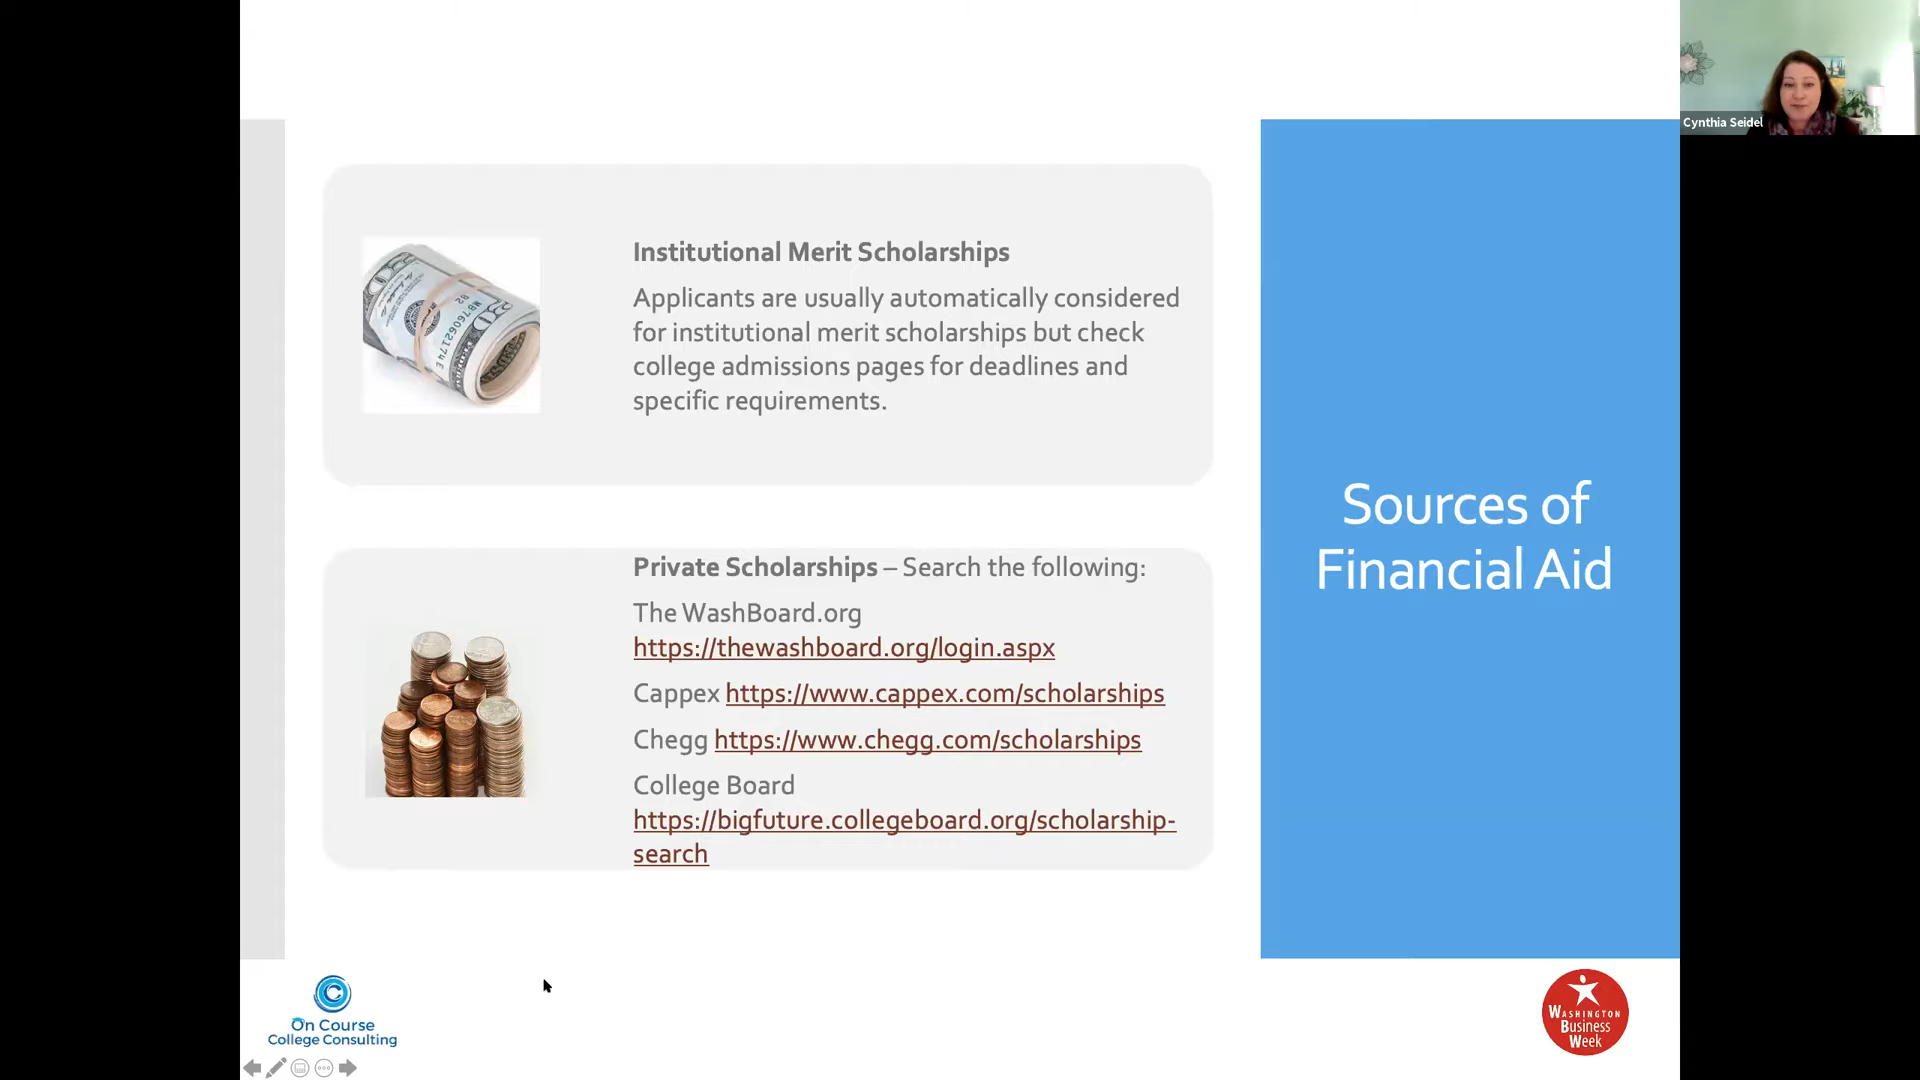 Institutional Merit Scholarships
Applicants are usually automatically considered
for institutional merit scholarships but check
college admissions pages for deadlines and
specific requirements.
Private Scholarships – Search the following:
The WashBoard.org
https://thewashboard.org/login.aspx
Cappex https://www.cappex.com/scholarships
Chegg https://www.chegg.com/scholarships
College Board
https://bigfuture.collegeboard.org/scholarship-
search
Sources of
Financial Aid
Cynthia Seidel
On Course
College Consulting
WASHINGTON
BUSINESS
WEEK
MB76062174E